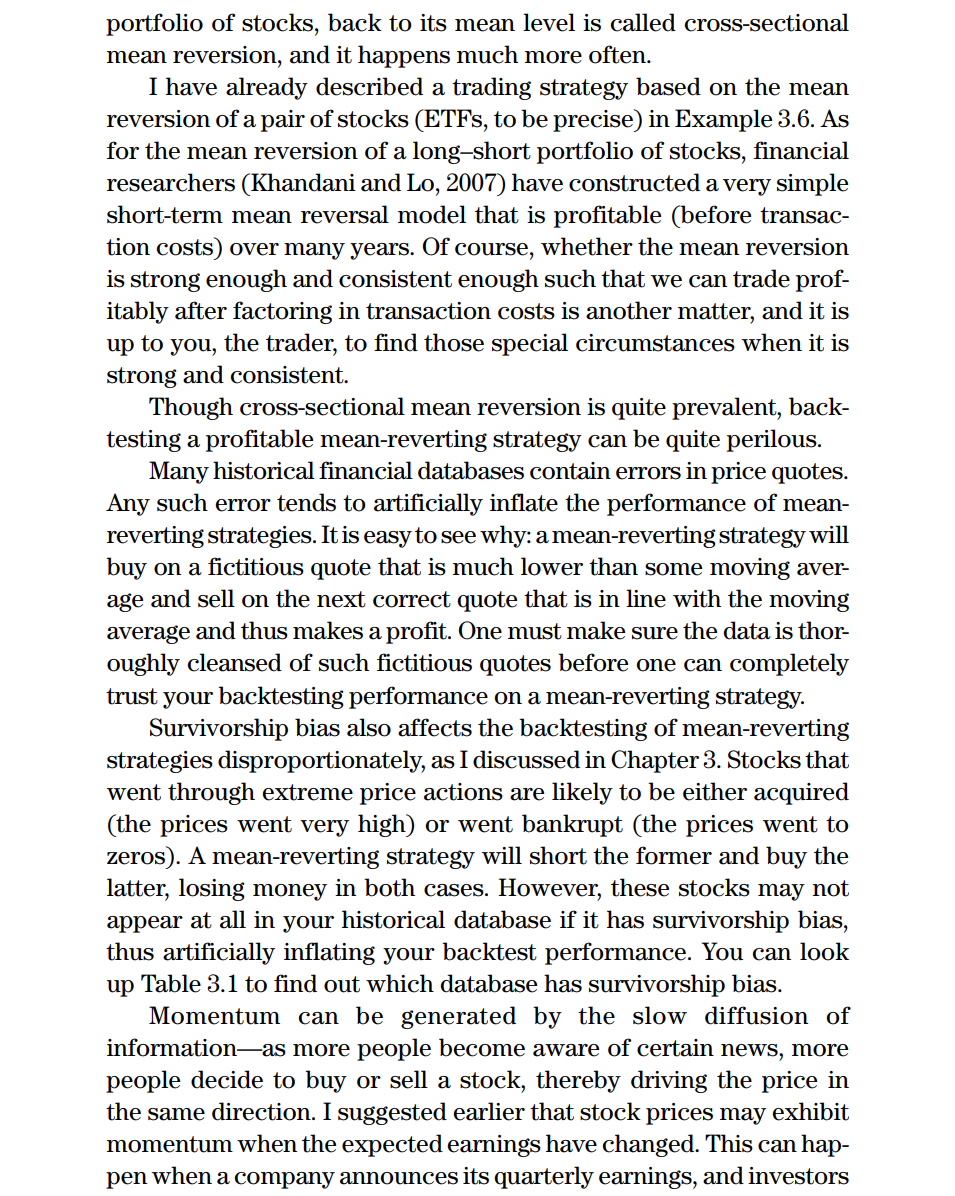 portfolio of stocks, back to its mean level is called cross-sectional
mean reversion, and it happens much more often.
I have already described a trading strategy based on the mean
reversion of a pair of stocks (ETFs, to be precise) in Example 3.6. As
for the mean reversion of a long–short portfolio of stocks, financial
researchers (Khandani and Lo, 2007) have constructed a very simple
short-term mean reversal model that is profitable (before transac-
tion costs) over many years. Of course, whether the mean reversion
is strong enough and consistent enough such that we can trade prof-
itably after factoring in transaction costs is another matter, and it is
up to you, the trader, to find those special circumstances when it is
strong and consistent.
Though cross-sectional mean reversion is quite prevalent, back-
testing a profitable mean-reverting strategy can be quite perilous.
Many historical financial databases contain errors in price quotes.
Any such error tends to artificially inflate the performance of mean-
reverting strategies. It is easy to see why: a mean-reverting strategy will
buy on a fictitious quote that is much lower than some moving aver-
age and sell on the next correct quote that is in line with the moving
average and thus makes a profit. One must make sure the data is thor-
oughly cleansed of such fictitious quotes before one can completely
trust your backtesting performance on a mean-reverting strategy.
Survivorship bias also affects the backtesting of mean-reverting
strategies disproportionately, as I discussed in Chapter 3. Stocks that
went through extreme price actions are likely to be either acquired
(the prices went very high) or went bankrupt (the prices went to
zeros). A mean-reverting strategy will short the former and buy the
latter, losing money in both cases. However, these stocks may not
appear at all in your historical database if it has survivorship bias,
thus artificially inflating your backtest performance. You can look
up Table 3.1 to find out which database has survivorship bias.
Momentum can be generated by the slow diffusion of
information—as more people become aware of certain news, more
people decide to buy or sell a stock, thereby driving the price in
the same direction. I suggested earlier that stock prices may exhibit
momentum when the expected earnings have changed. This can hap-
pen when a company announces its quarterly earnings, and investors